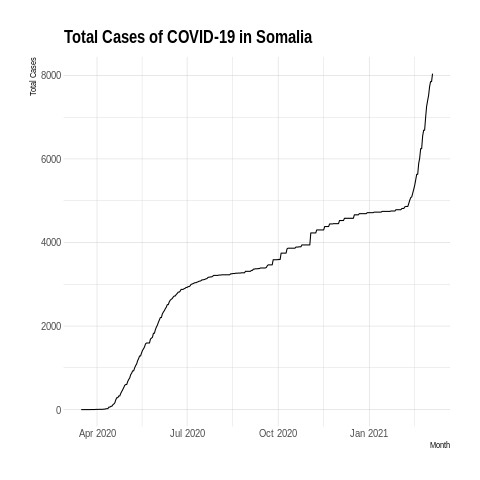 Total Cases of COVID-19 in Somalia
Total Cases
8000
6000
4000
2000
0
Apr 2020 Jul 2020 Oct 2020 Jan 2021
Month